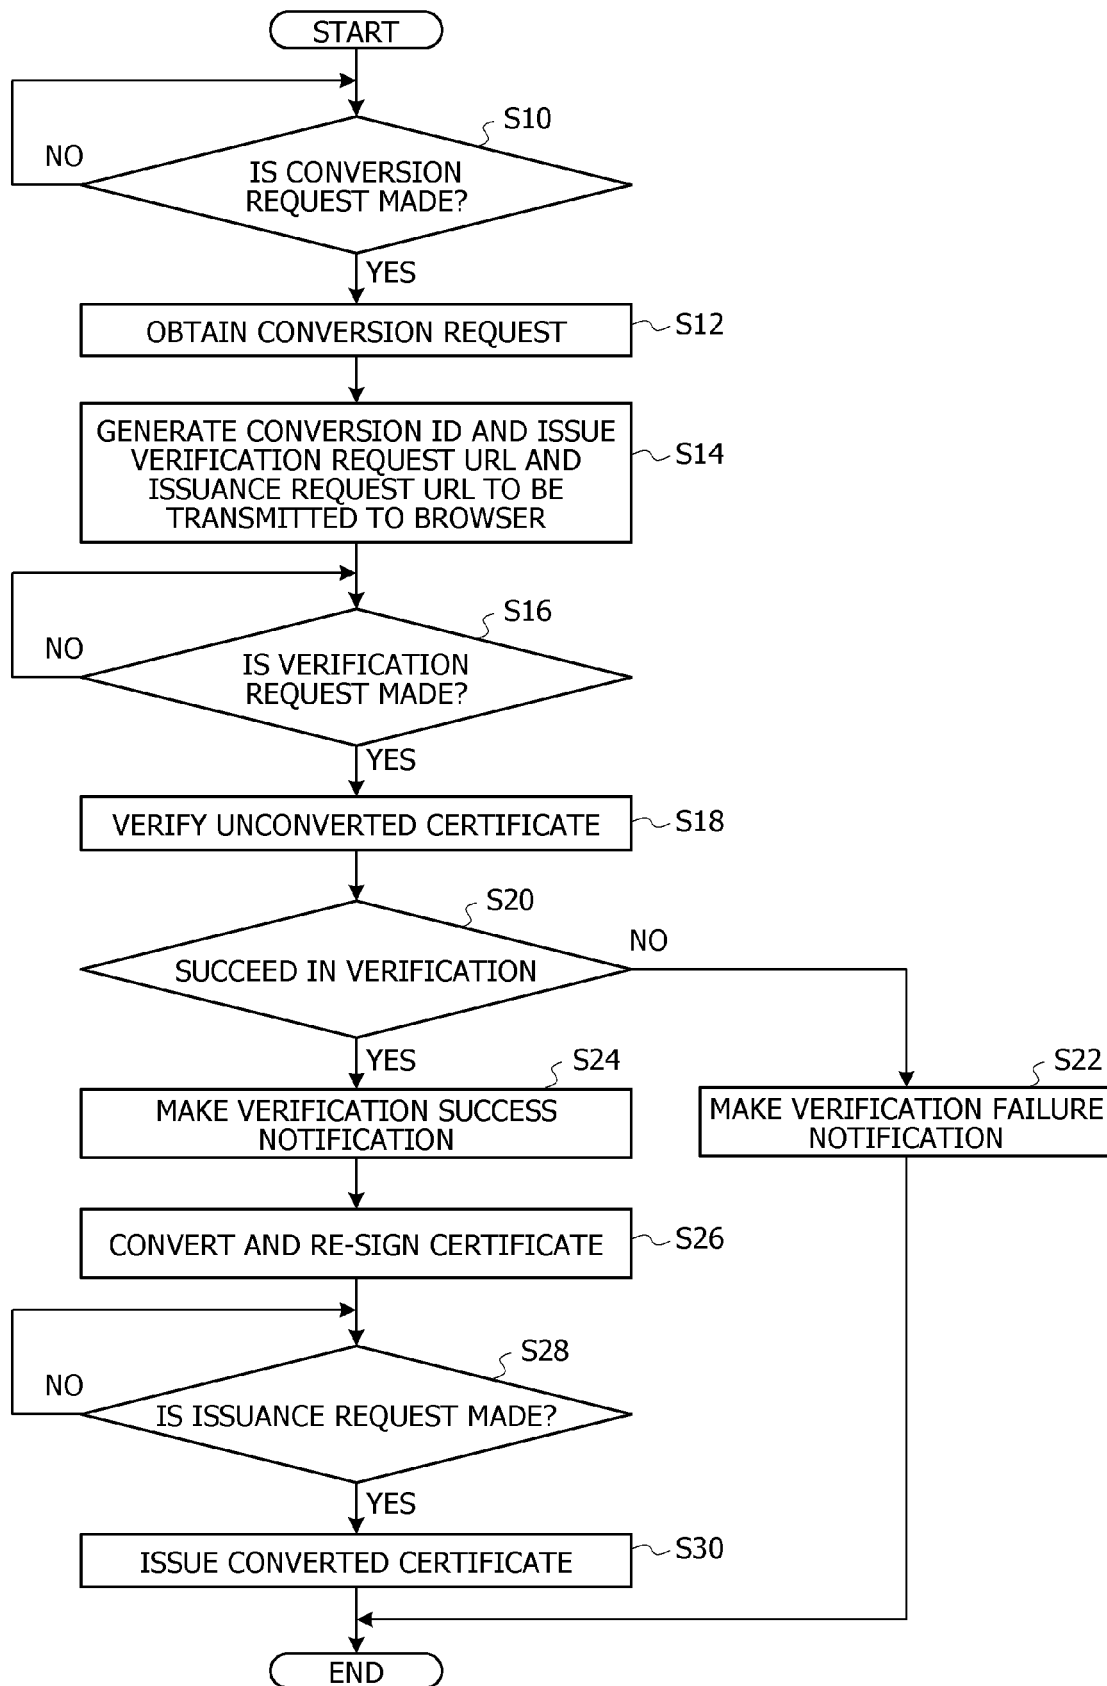 START
S10
NO
IS CONVERSION
REQUEST MADE?
YES
OBTAIN CONVERSION REQUEST
S12
GENERATE CONVERSION ID AND ISSUE
VERIFICATION REQUEST URL AND
ISSUANCE REQUEST URL TO BE
TRANSMITTED TO BROWSER
S14
S16
NO
IS VERIFICATION
REQUEST MADE?
YES
VERIFY UNCONVERTED CERTIFICATE
S18
S20
NO
SUCCEED IN VERIFICATION
YES
S24
S22
MAKE VERIFICATION SUCCESS
NOTIFICATION
MAKE VERIFICATION FAILURE
NOTIFICATION
CONVERT AND RE-SIGN CERTIFICATE
S26
S28
NO
IS ISSUANCE REQUEST MADE?
YES
ISSUE CONVERTED CERTIFICATE
S30
END